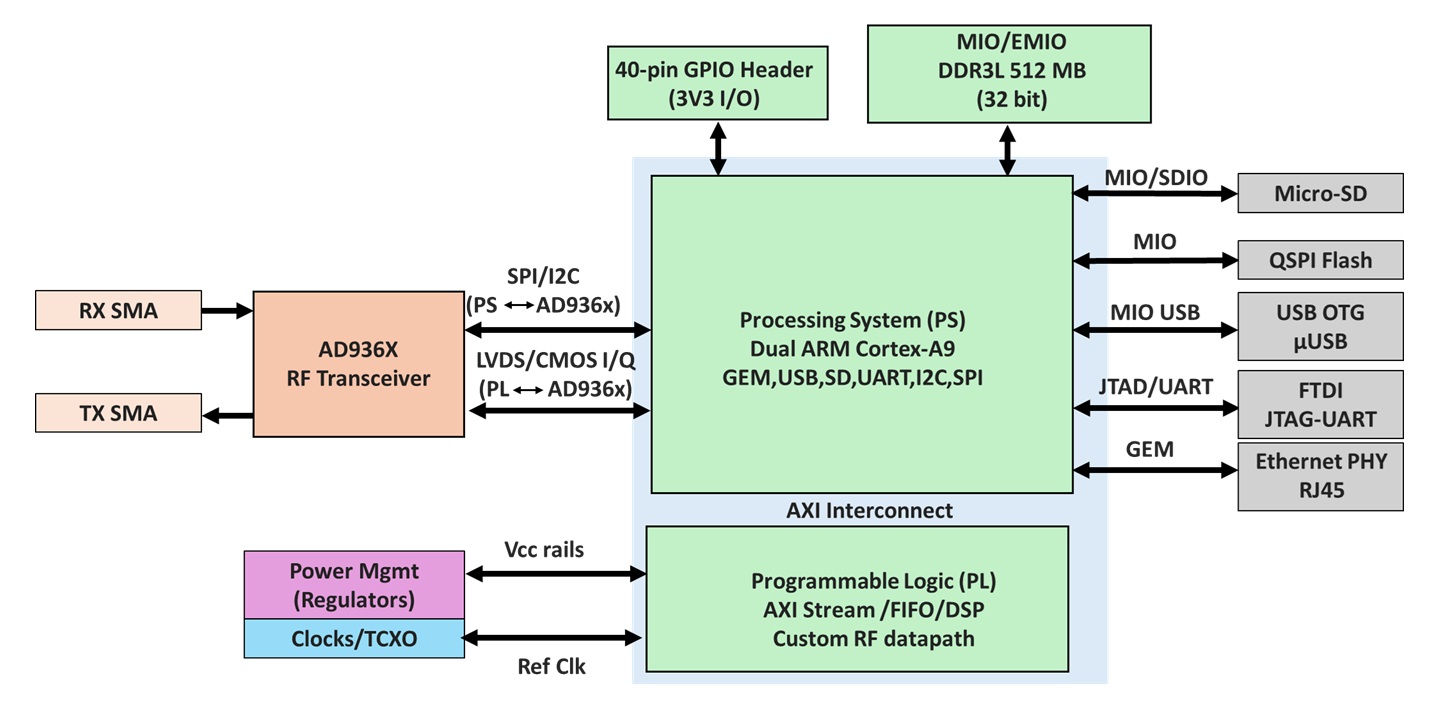 40-pin GPIO Header
(3V3 I/O)
MIO/EMIO
DDR3L 512 MB
(32 bit)
RX SMA
TX SMA
AD936X
RF Transceiver
SPI/I2C
(PS ⟷ AD936x)
LVDS/CMOS I/Q
(PL ⟷ AD936x)
Processing System (PS)
Dual ARM Cortex-A9
GEM,USB,SD,UART,I2C,SPI
MIO/SDIO
Micro-SD
MIO
QSPI Flash
MIO USB
USB OTG
µUSB
JTAD/UART
FTDI
JTAG-UART
GEM
Ethernet PHY
RJ45
AXI Interconnect
Power Mgmt
(Regulators)
Clocks/TCXO
Vcc rails
Ref Clk
Programmable Logic (PL)
AXI Stream /FIFO/DSP
Custom RF datapath